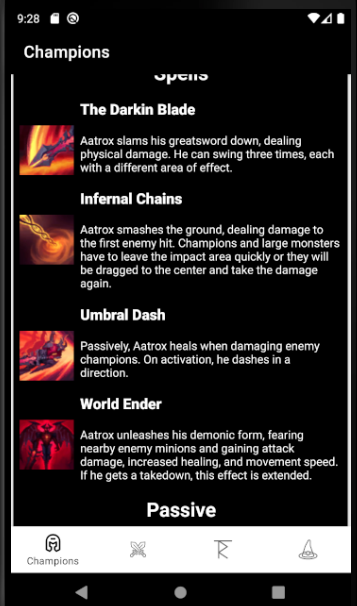 9:28
Champions
Spells
The Darkin Blade
Aatrox slams his greatsword down, dealing
physical damage. He can swing three times, each
with a different area of effect.
Infernal Chains
Aatrox smashes the ground, dealing damage to
the first enemy hit. Champions and large monsters
have to leave the impact area quickly or they will
be dragged to the center and take the damage
again.
Umbral Dash
Passively, Aatrox heals when damaging enemy
champions. On activation, he dashes in a
direction.
World Ender
Aatrox unleashes his demonic form, fearing
nearby enemy minions and gaining attack
damage, increased healing, and movement speed.
If he gets a takedown, this effect is extended.
Passive
Champions